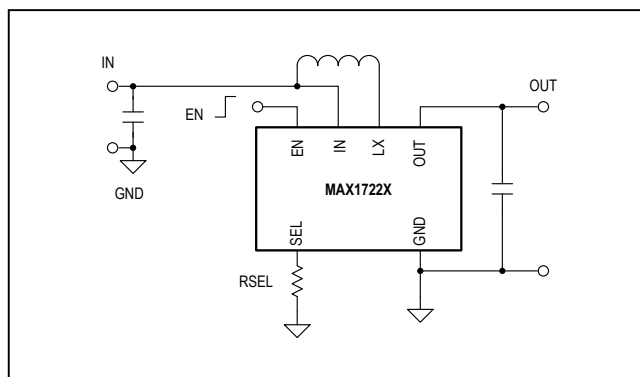 IN
OUT
EN
EN
IN
LX
OUT
MAX1722X
GND
SEL
GND
RSEL